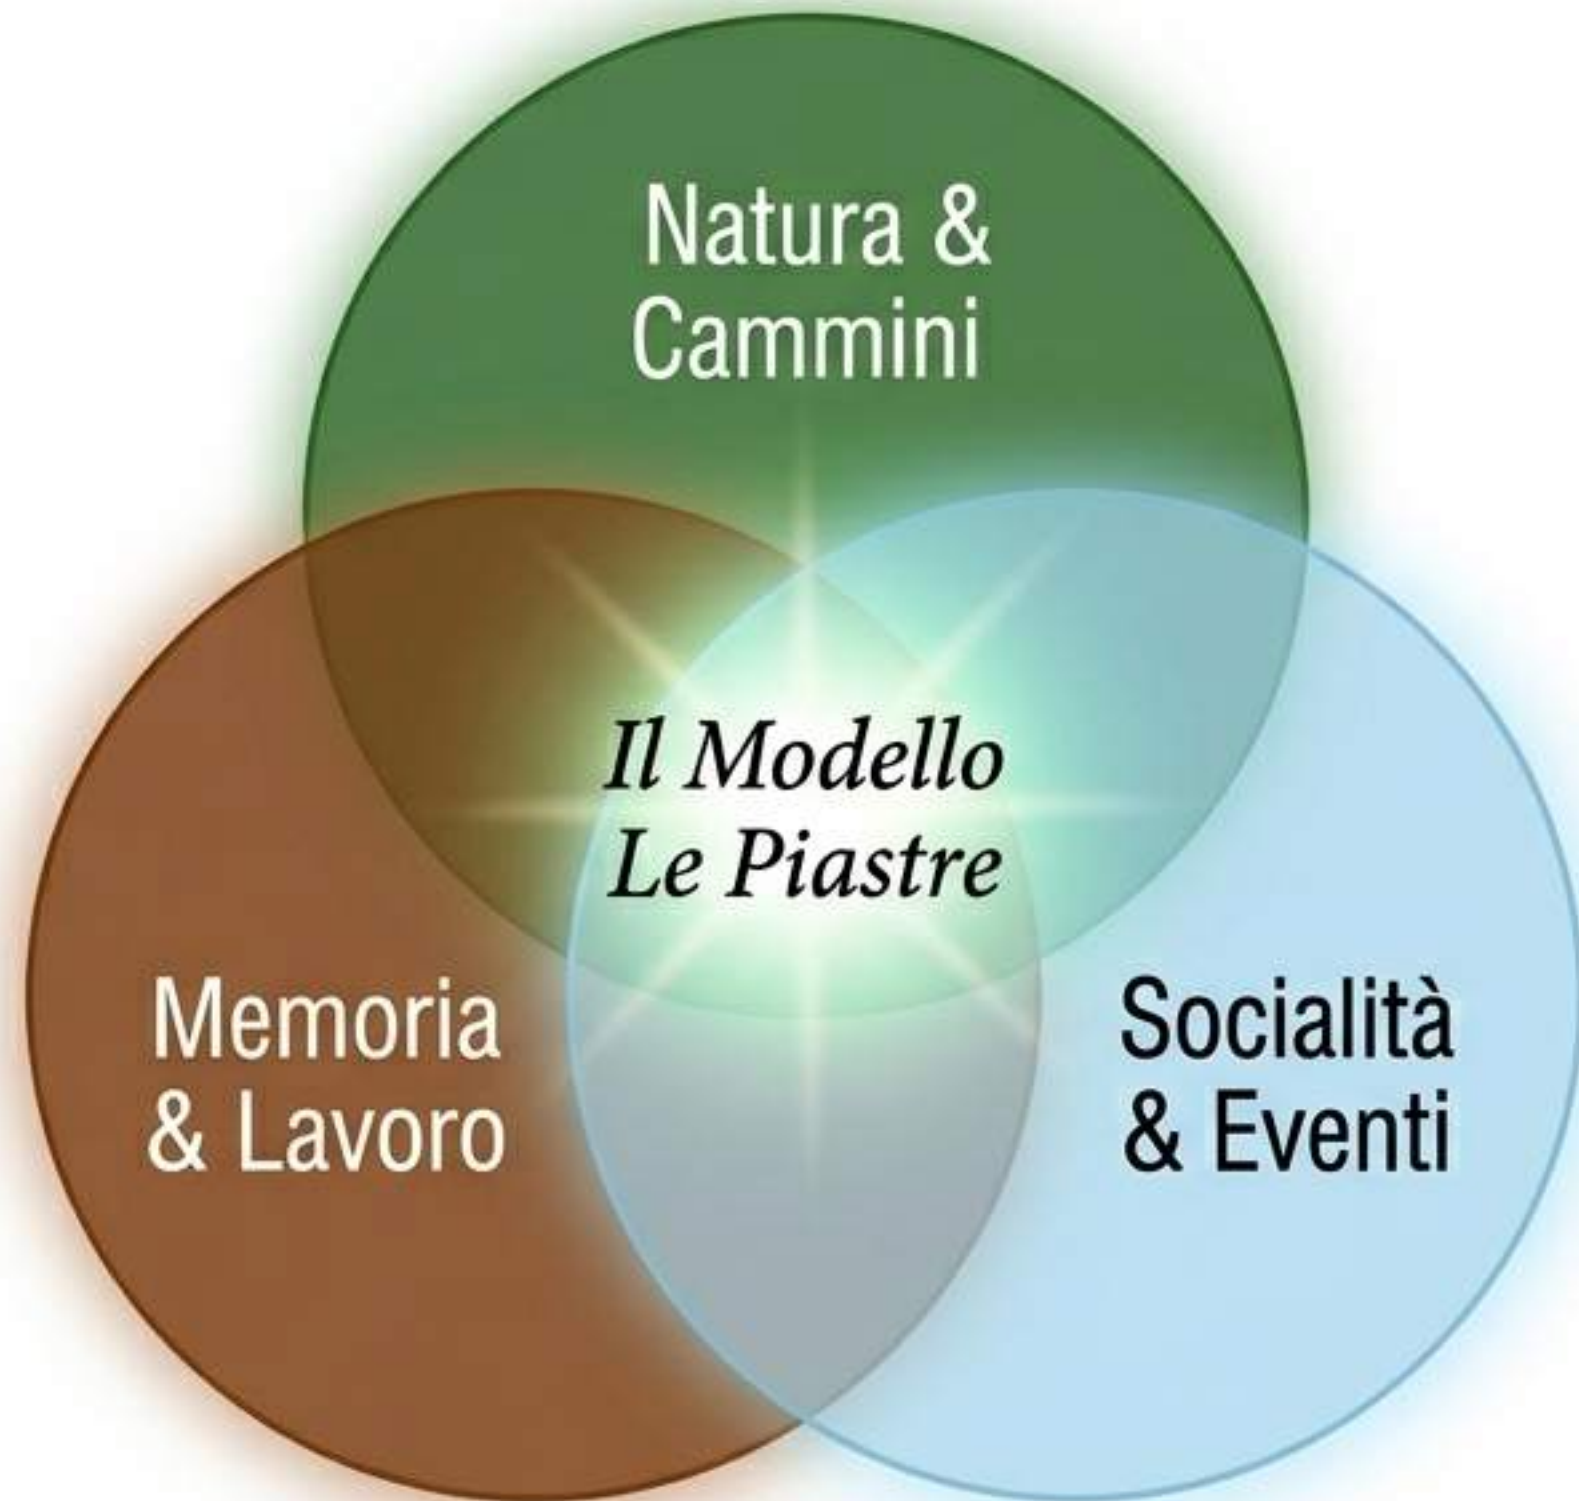 Natura &
Cammini
Il Modello
Le Piastre
Memoria
& Lavoro
Socialità
& Eventi